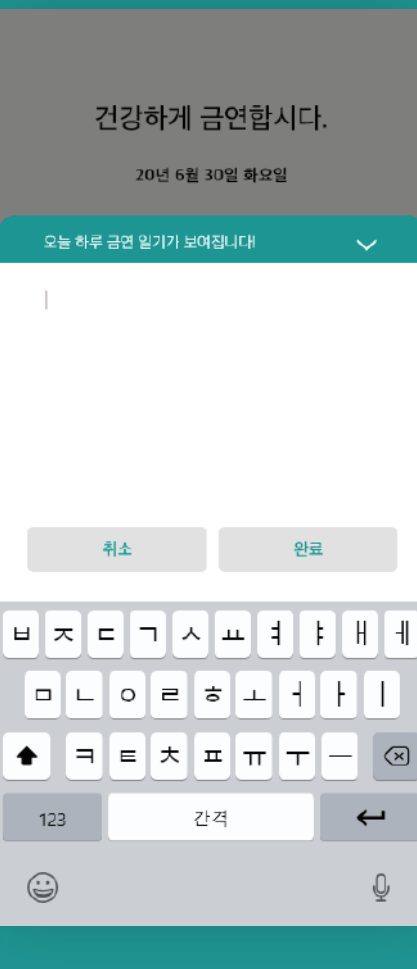 건강하게 금연합시다.
20년 6월 30일 화요일
오늘 하루 금연 일기가 보여집니다!
취소 완료
ㅂ ㅈ ㄷ ㄱ ㅅ ㅛ ㅕ ㅑ ㅐ ㅔ
ㅁ ㄴ ㅇ ㄹ ㅎ ㅗ ㅓ ㅏ ㅣ
ㅋ ㅌ ㅊ ㅍ ㅠ ㅜ ㅡ
123 간격